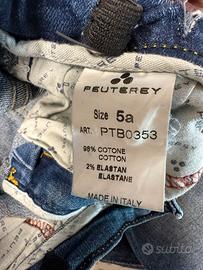 PEUTEREY
Size 5a
ART. PTB0353
98% COTONE
COTTON
2% ELASTAN
ELASTANE
MADE IN ITALY
subito